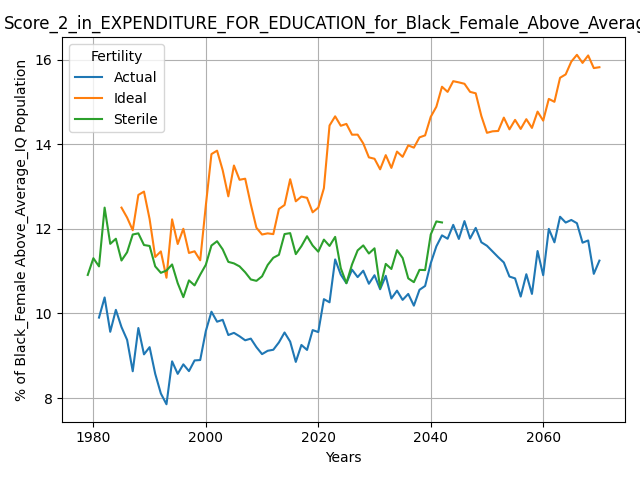 Score_2_in_EXPENDITURE_FOR_EDUCATION_for_Black_Female_Above_Averag
Fertility
Actual
Ideal
Sterile
% of Black_Female Above_Average_IQ Population
16
14
12
10
8
1980
2000
2020
2040
2060
Years